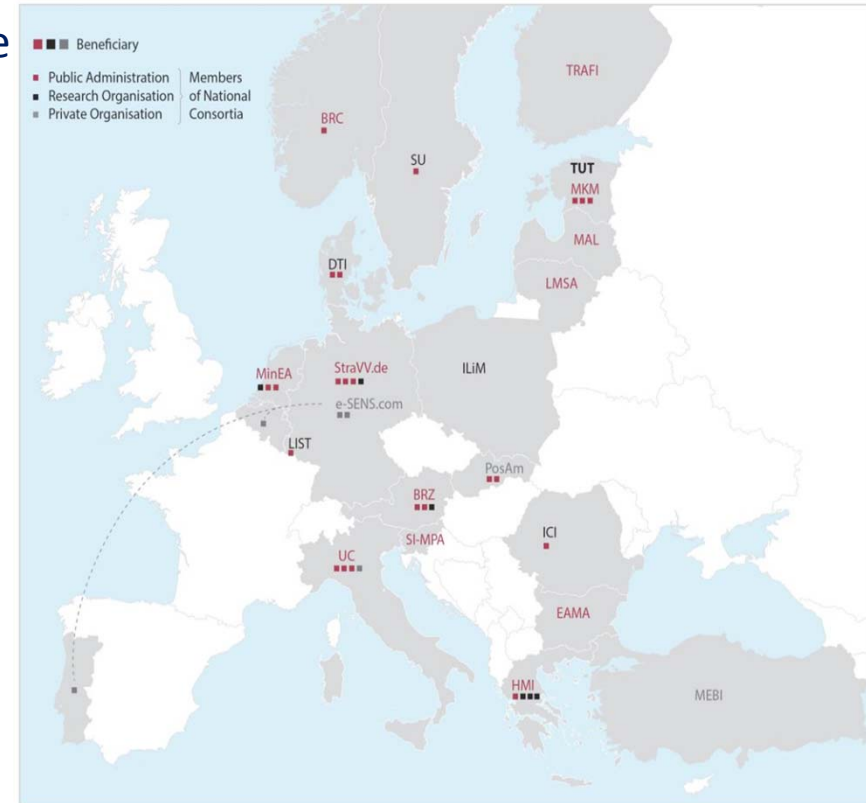 e
Beneficiary
Public Administration
Research Organisation
Private Organisation
Members
of National
Consortia
TRAFI
BRC
SU
TUT
MKM
MAL
LMSA
DTI
MinEA
StraVV.de
ILiM
e-SENS.com
LIST
PosAm
BRZ
ICI
SI-MPA
UC
EAMA
HMI
MEBI